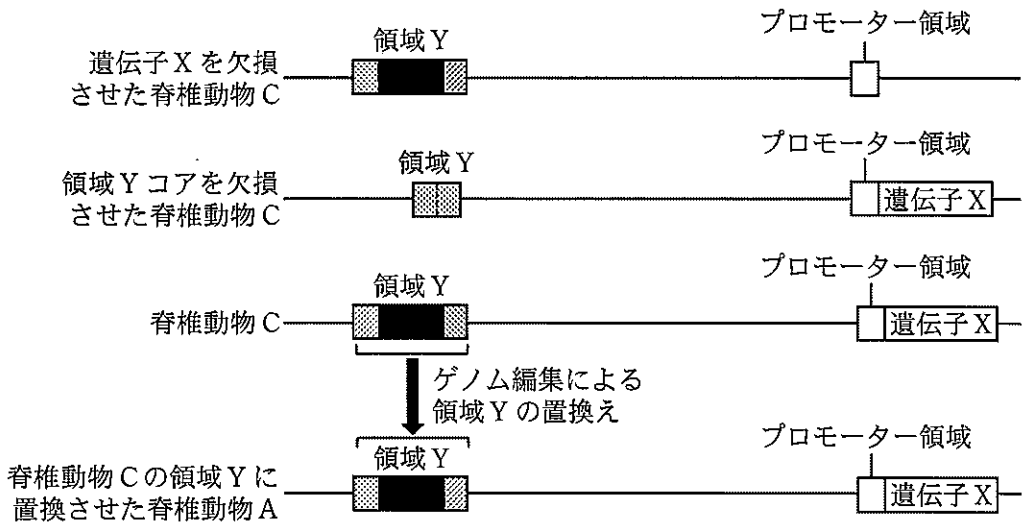 プロモーター領域
領域Y
遺伝子Xを欠損
させた脊椎動物C
プロモーター領域
領域Y
領域Yコアを欠損
させた脊椎動物C
遺伝子X
プロモーター領域
領域Y
脊椎動物C
遺伝子X
ゲノム編集による
領域Yの置換え
プロモーター領域
領域Y
脊椎動物Cの領域Yに
置換させた脊椎動物A
遺伝子X